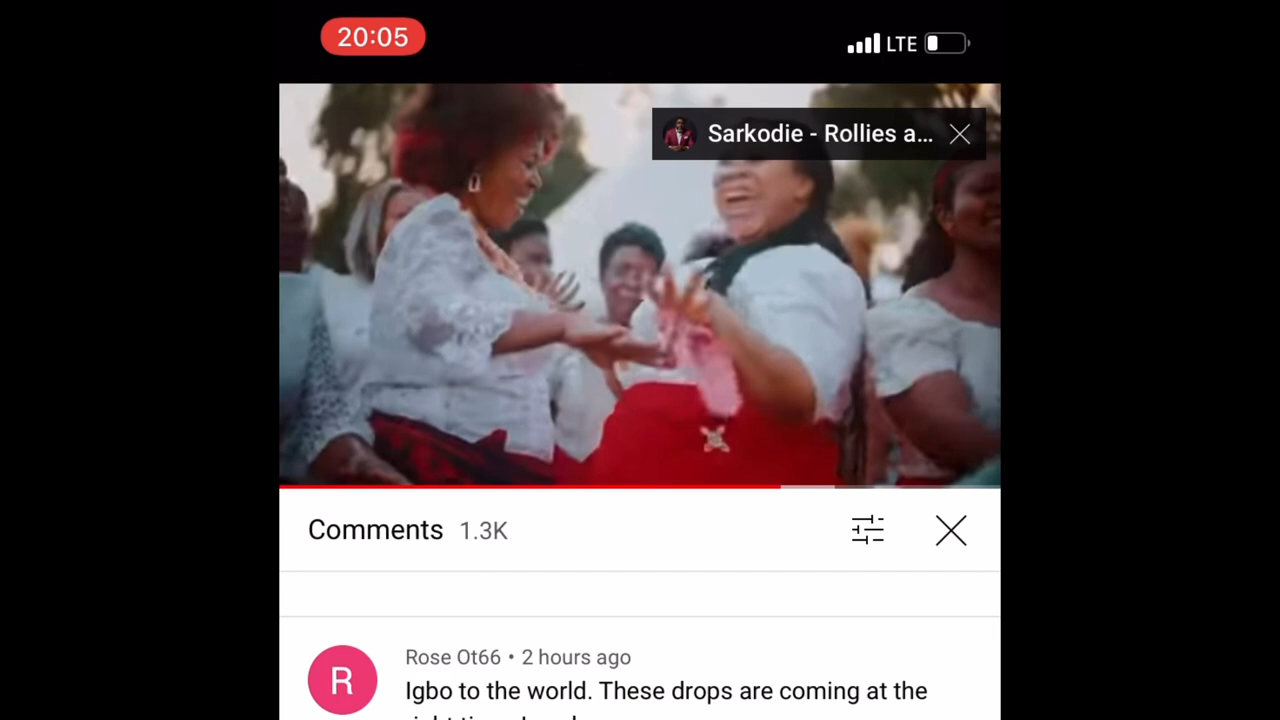 20:05
LTE
Sarkodie - Rollies a...
Comments 1.3K
R
Rose Ot66 • 2 hours ago
Igbo to the world. These drops are coming at the